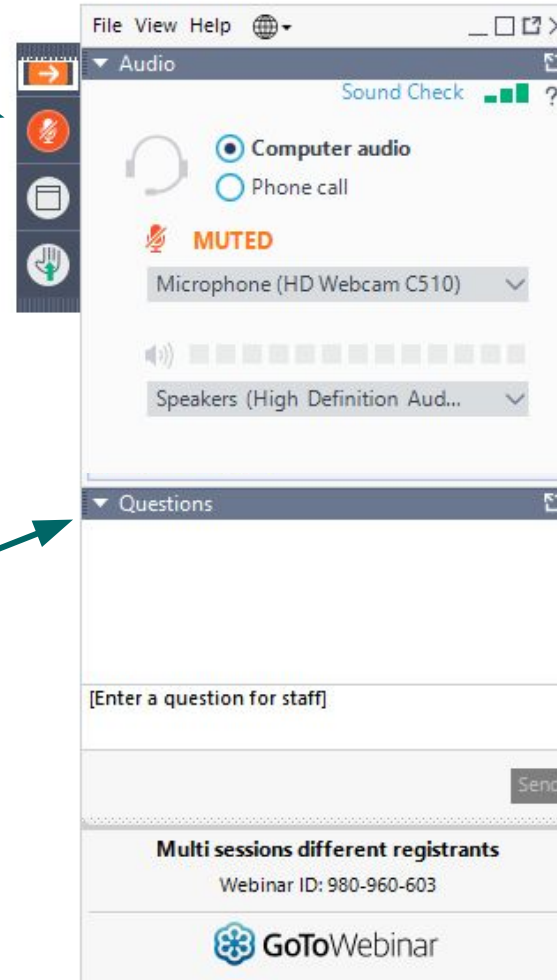 File View Help
Audio
Sound Check ?
Computer audio
Phone call
MUTED
Microphone (HD Webcam C510)
Speakers (High Definition Aud...
Questions
[Enter a question for staff]
Send
Multi sessions different registrants
Webinar ID: 980-960-603
GoToWebinar